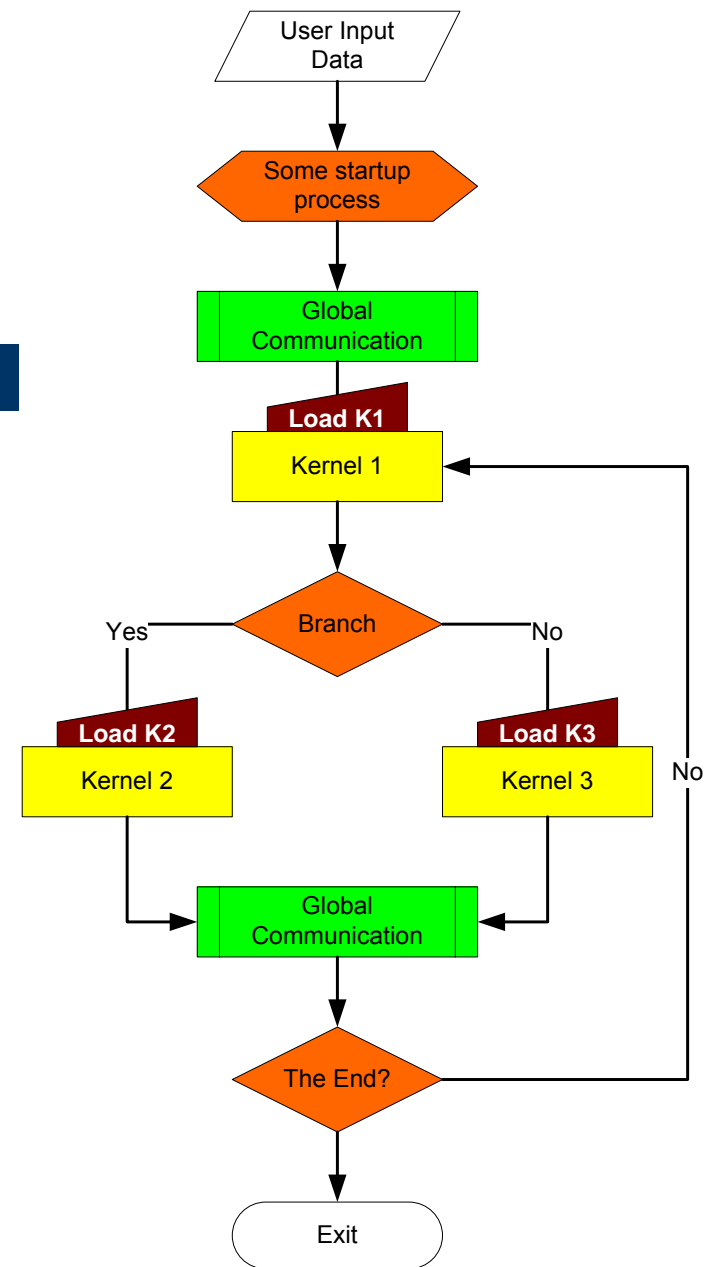 User Input
Data
Some startup
process
Global
Communication
Load K1
Kernel 1
Branch
Yes
No
Load K2
Load K3
Kernel 2
Kernel 3
No
Global
Communication
The End?
Exit